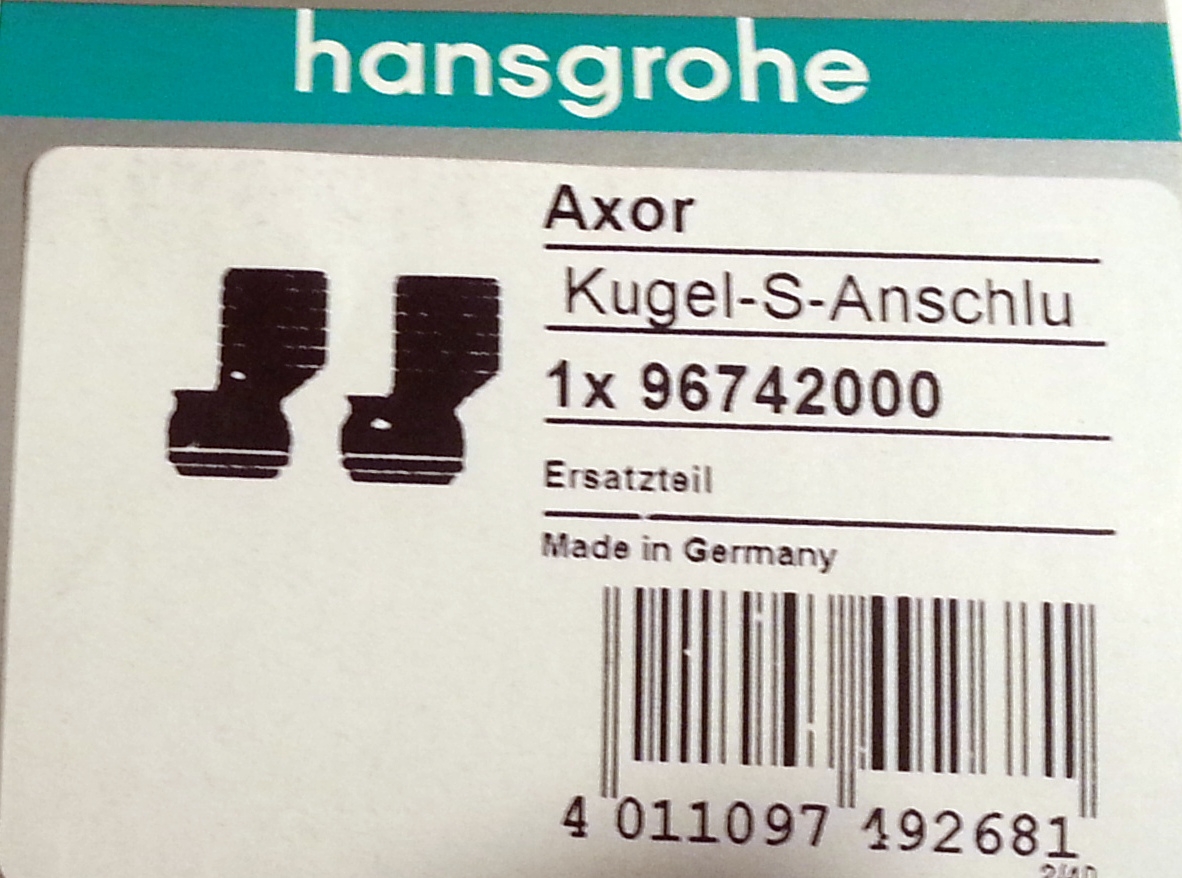 hansgrohe
Axor
Kugel-S-Anschlu
1x 96742000
Ersatzteil
Made in Germany
4 011097 492681